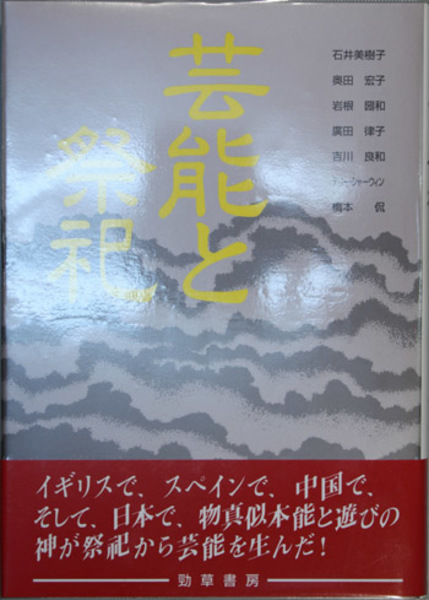 芸能と
祭祀
石井美樹子
奥田 宏子
岩根 圀和
廣田 律子
吉川 良和
橋本 侃
イギリスで、スペインで、中国で、
そして、日本で、物真似本能と遊びの
神が祭祀から芸能を生んだ！
勁草書房